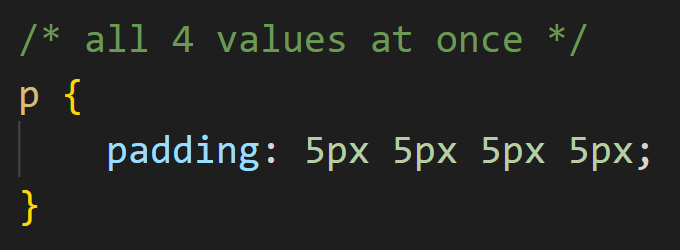 /* all 4 values at once */
p {
    padding: 5px 5px 5px 5px;
}